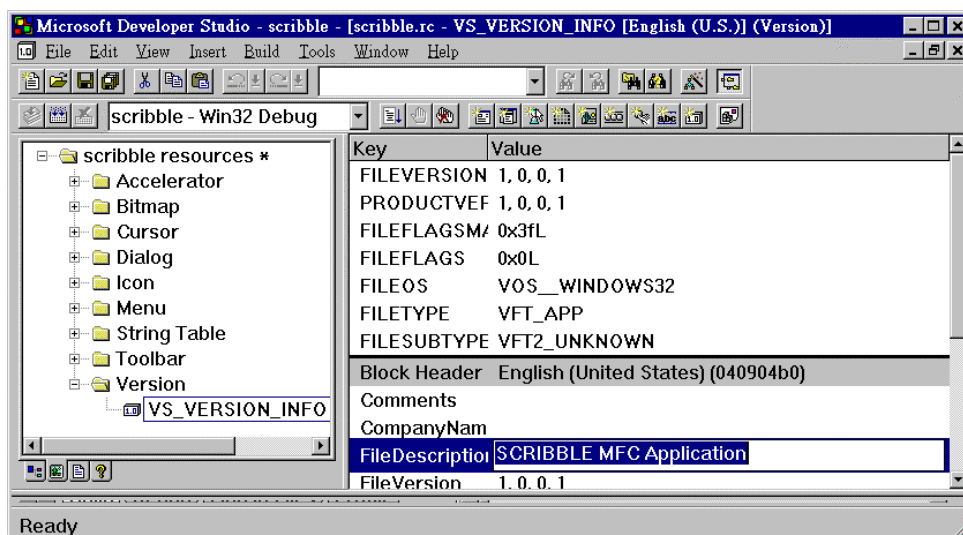 Microsoft Developer Studio - scribble - [scribble.rc - VS_VERSION_INFO [English (U.S.)] (Version)]
File Edit View Insert Build Tools Window Help
scribble - Win32 Debug
scribble resources *
Accelerator
Bitmap
Cursor
Dialog
Icon
Menu
String Table
Toolbar
Version
VS_VERSION_INFO
Key Value
FILEVERSION 1, 0, 0, 1
PRODUCTVEF 1, 0, 0, 1
FILEFLAGSMA 0x3fL
FILEFLAGS 0x0L
FILEOS VOS__WINDOWS32
FILETYPE VFT_APP
FILESUBTYPE VFT2_UNKNOWN
Block Header English (United States) (040904b0)
Comments
CompanyNam
FileDescription SCRIBBLE MFC Application
FileVersion 1, 0, 0, 1
Ready